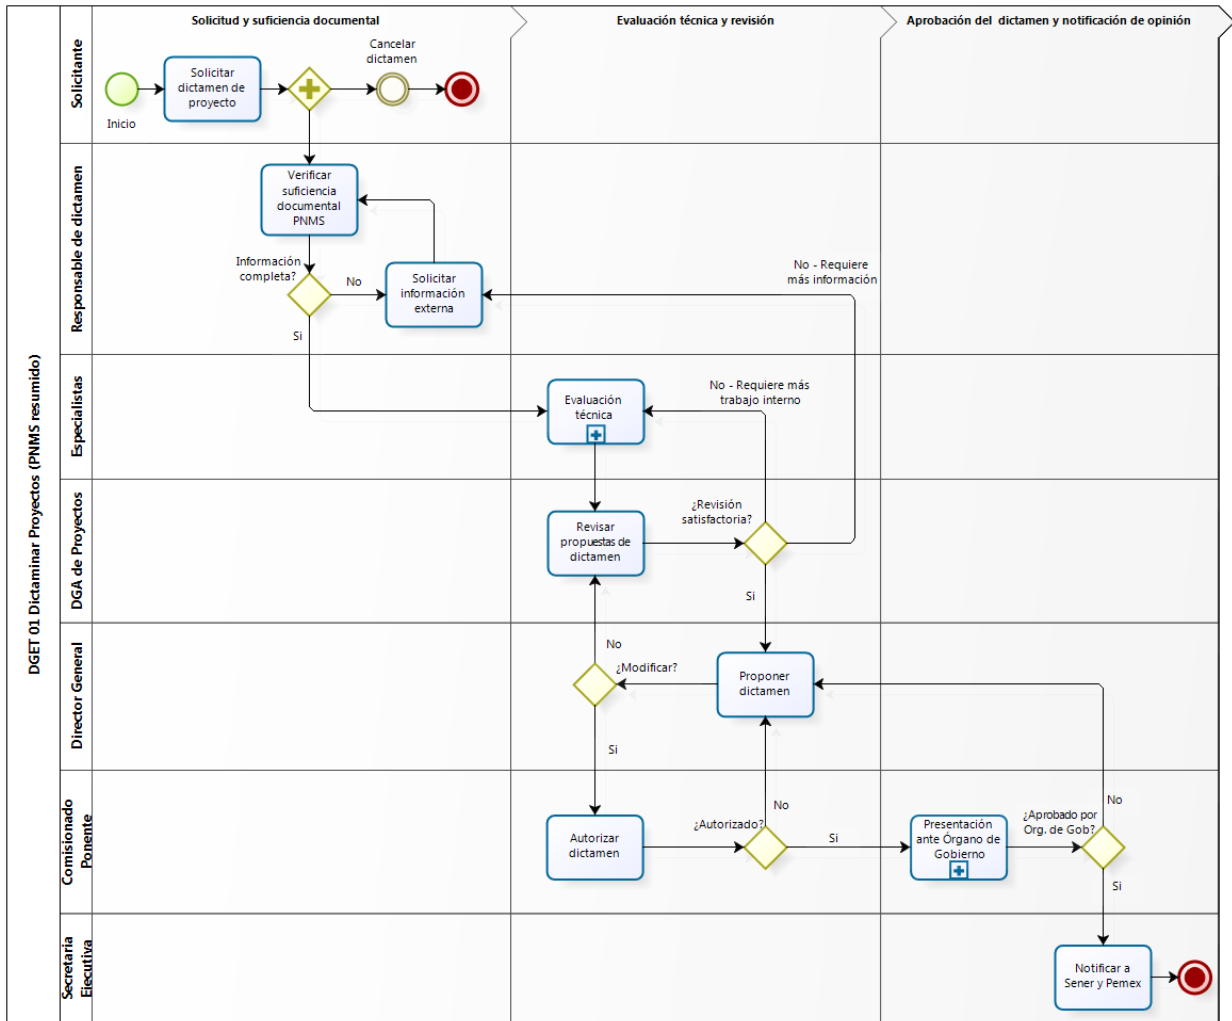 Solicitud y suficiencia documental
Evaluación técnica y revisión
Aprobación del dictamen y notificación de opinión
DGET 01 Dictaminar Proyectos (PNMS resumido)
Solicitante
Inicio
Solicitar
dictamen de
proyecto
Cancelar
dictamen
Responsable de dictamen
Verificar
suficiencia
documental
PNMS
Información
completa?
No
Si
Solicitar
información
externa
No - Requiere
más información
Especialistas
Evaluación
técnica
No - Requiere más
trabajo interno
DGA de Proyectos
Revisar
propuestas de
dictamen
¿Revisión
satisfactoria?
Si
Director General
No
¿Modificar?
Si
Proponer
dictamen
Comisionado
Ponente
Autorizar
dictamen
¿Autorizado?
No
Si
Presentación
ante Órgano de
Gobierno
¿Aprobado por
Org. de Gob?
No
Si
Secretaria
Ejecutiva
Notificar a
Sener y Pemex